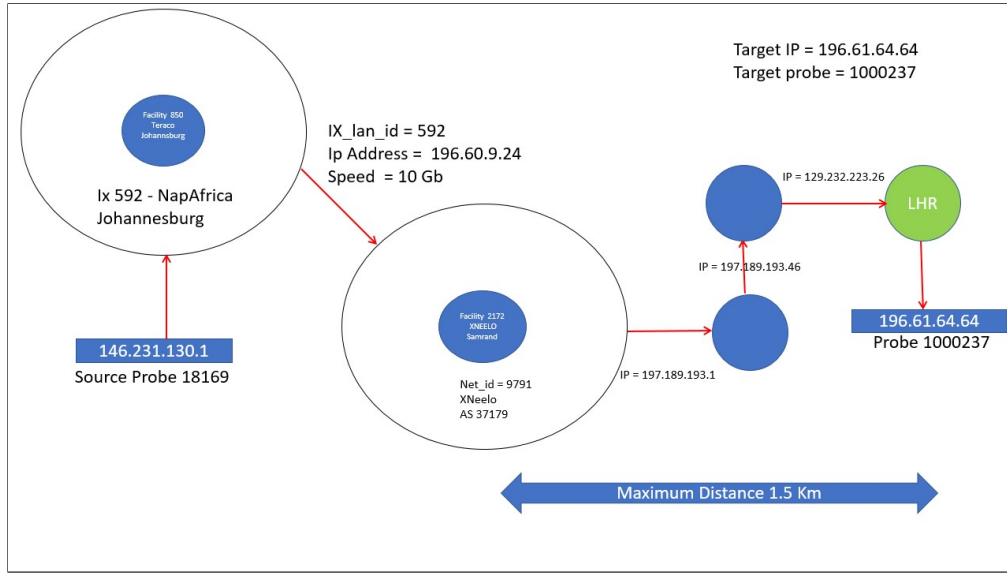 Target IP = 196.61.64.64
Target probe = 1000237
Facility 850
Teraco
Johannsburg
Ix 592 - NapAfrica
Johannesburg
IX_lan_id = 592
Ip Address = 196.60.9.24
Speed = 10 Gb
146.231.130.1
Source Probe 18169
Facility 2172
XNEELO
Samrand
Net_id = 9791
XNeelo
AS 37179
IP = 197.189.193.1
IP = 197.189.193.46
IP = 129.232.223.26
LHR
196.61.64.64
Probe 1000237
Maximum Distance 1.5 Km